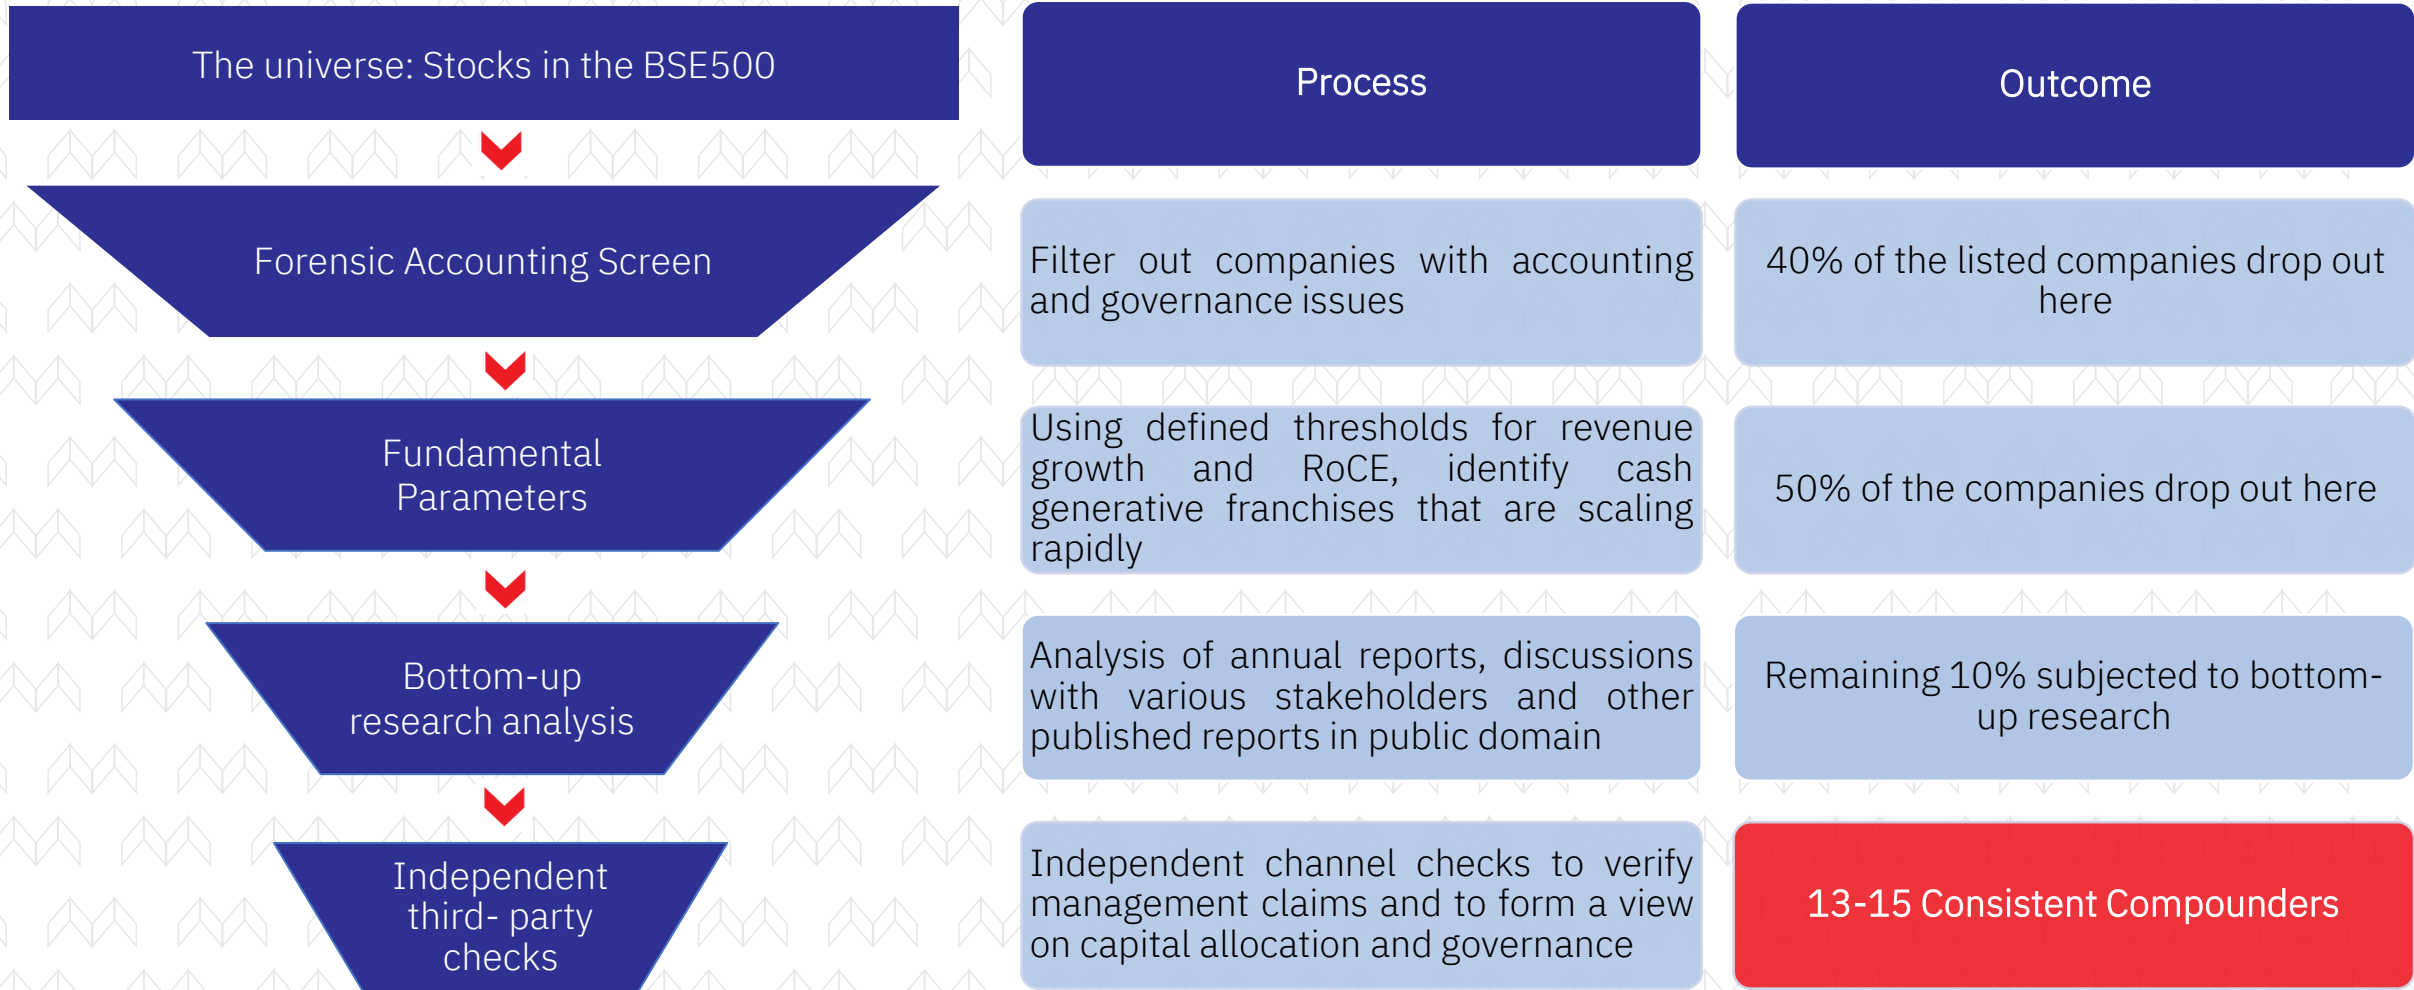 The universe: Stocks in the BSE500
Process
Outcome
Forensic Accounting Screen
Filter out companies with accounting
and governance issues
40% of the listed companies drop out
here
Fundamental
Parameters
Using defined thresholds for revenue
growth and RoCE, identify cash
generative franchises that are scaling
rapidly
50% of the companies drop out here
Bottom-up
research analysis
Analysis of annual reports, discussions
with various stakeholders and other
published reports in public domain
Remaining 10% subjected to bottom-
up research
Independent
third- party
checks
Independent channel checks to verify
management claims and to form a view
on capital allocation and governance
13-15 Consistent Compounders